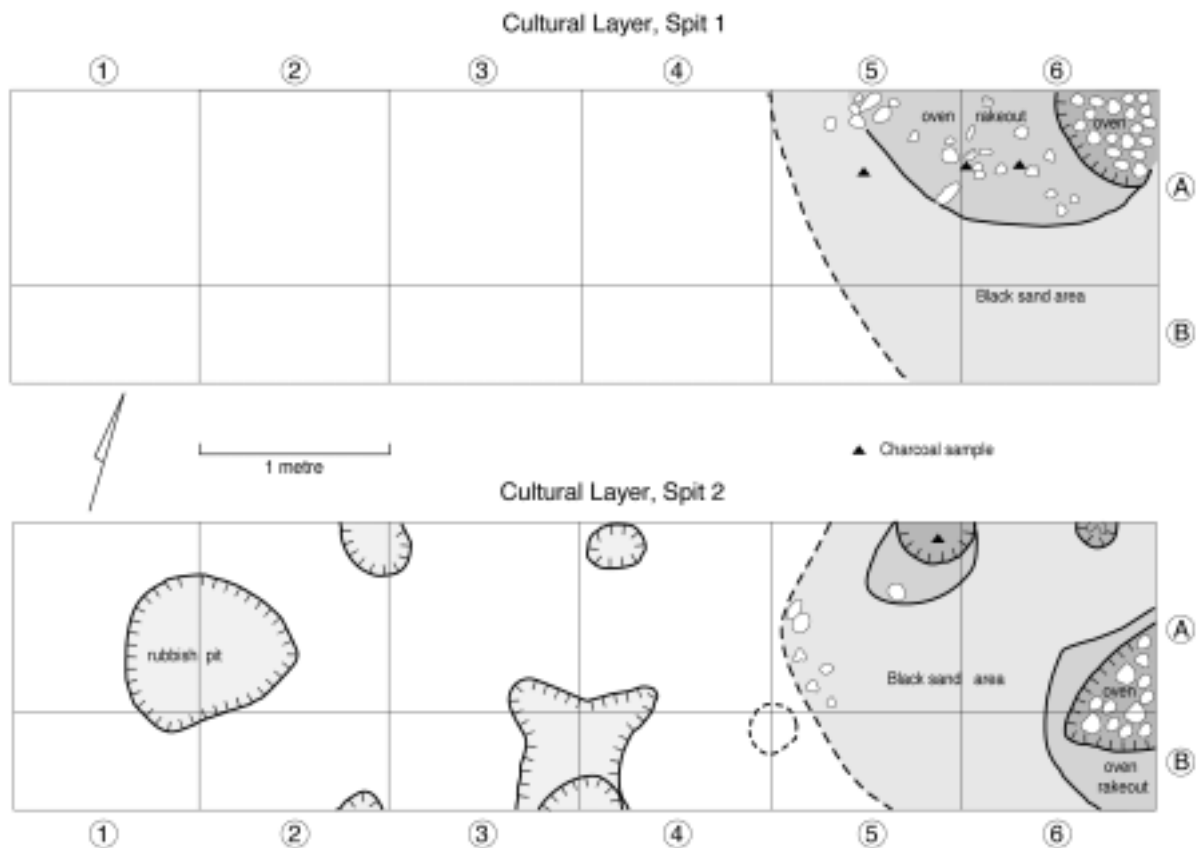 Cultural Layer, Spit 1
1 2 3 4 5 6
oven rakeout
oven
A
Black sand area
B
1 metre
▲ Charcoal sample
Cultural Layer, Spit 2
A
rubbish pit
Black sand area
oven
B
oven
rakeout
1 2 3 4 5 6